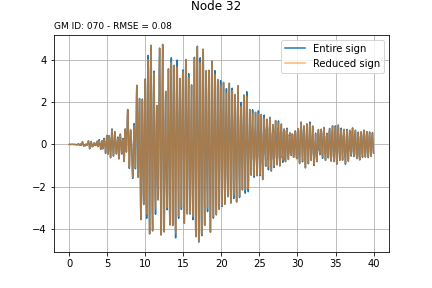 Node 32
GM ID: 070 - RMSE = 0.08
Entire sign
Reduced sign
4
2
0
−2
−4
0 5 10 15 20 25 30 35 40